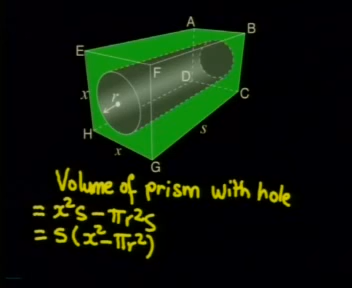 A
B
E
F
D
x
r
C
H
s
x
G
Volume of prism with hole
= x²s - πr²s
= s(x² - πr²)